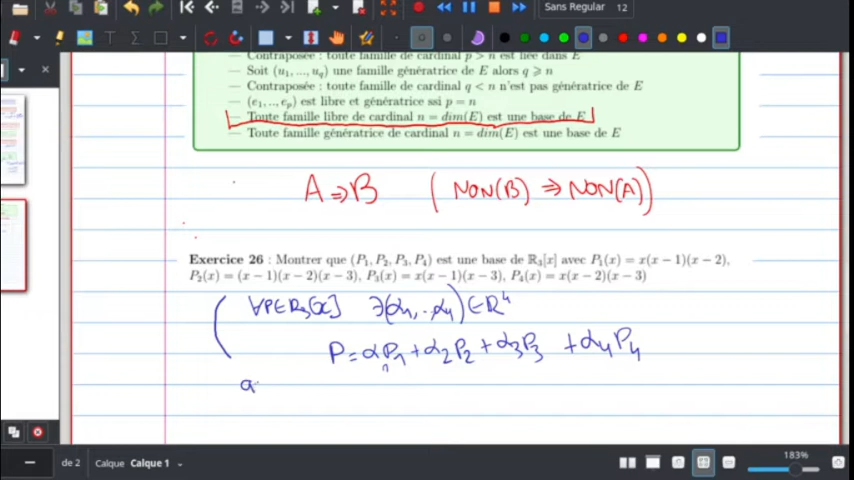 Sans Regular 12
Contraposée : toute famille de cardinal p > n est liée dans E
— Soit (u₁, ..., u_q) une famille génératrice de E alors q ⩾ n
— Contraposée : toute famille de cardinal q < n n'est pas génératrice de E
— (e₁, .., e_p) est libre et génératrice ssi p = n
— Toute famille libre de cardinal n = dim(E) est une base de E
— Toute famille génératrice de cardinal n = dim(E) est une base de E
A ⇒ B ( NON(B) ⇒ NON(A))
Exercice 26 : Montrer que (P₁, P₂, P₃, P₄) est une base de ℝ₃[x] avec P₁(x) = x(x − 1)(x − 2),
P₂(x) = (x − 1)(x − 2)(x − 3), P₃(x) = x(x − 1)(x − 3), P₄(x) = x(x − 2)(x − 3)
( ∀P∈ℝ₃[x] ∃(α₁, ..α₄) ∈ ℝ⁴
P = α₁P₁ + α₂P₂ + α₃P₃ + α₄P₄
a
de 2 Calque Calque 1 183%